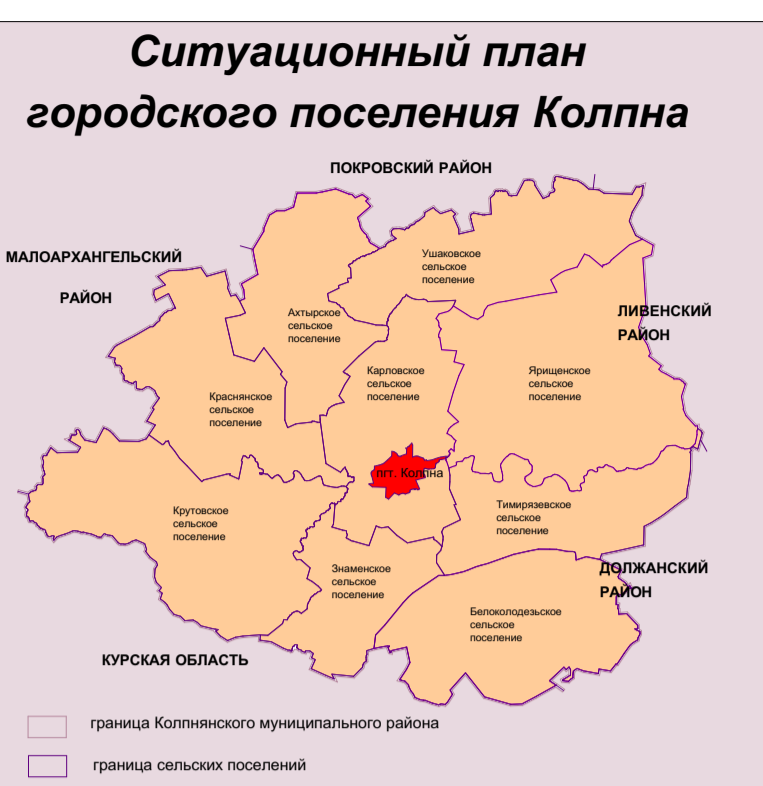 Ситуационный план
городского поселения Колпна
ПОКРОВСКИЙ РАЙОН
МАЛОАРХАНГЕЛЬСКИЙ
РАЙОН
Ушаковское
сельское
поселение
Ахтырское
сельское
поселение
ЛИВЕНСКИЙ
РАЙОН
Карловское
сельское
поселение
Ярищенское
сельское
поселение
Краснянское
сельское
поселение
пгт. Колпна
Крутовское
сельское
поселение
Тимирязевское
сельское
поселение
Знаменское
сельское
поселение
ДОЛЖАНСКИЙ
РАЙОН
Белоколодезьское
сельское
поселение
КУРСКАЯ ОБЛАСТЬ
граница Колпнянского муниципального района
граница сельских поселений